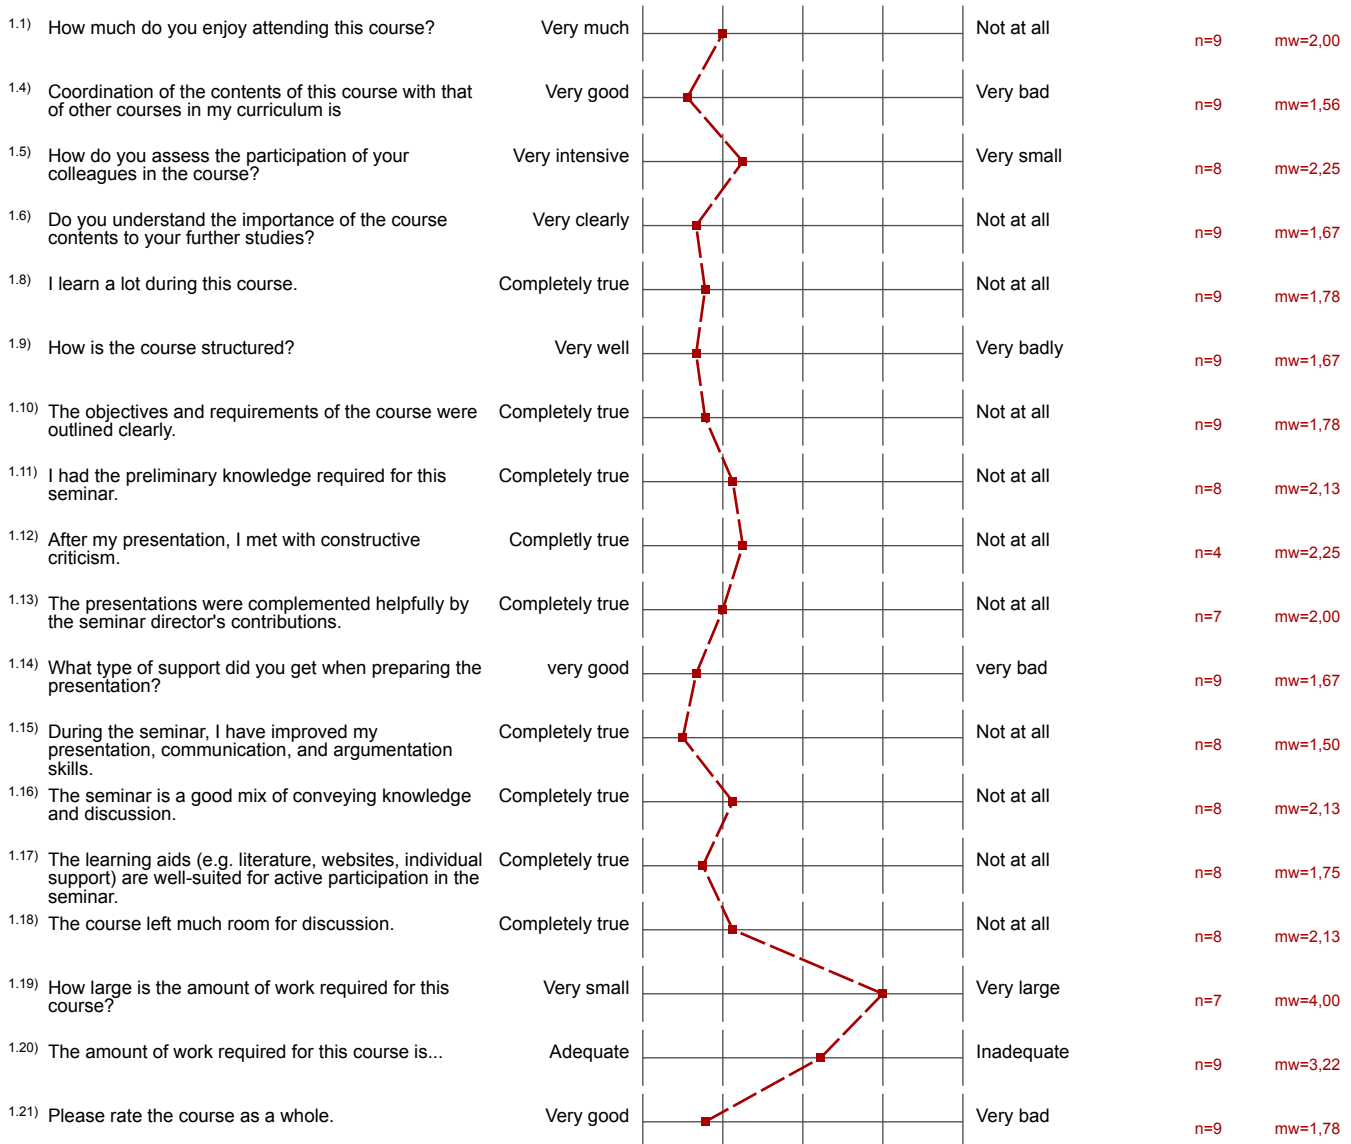 1.1) How much do you enjoy attending this course? Very much Not at all n=9 mw=2,00
1.4) Coordination of the contents of this course with that Very good Very bad n=9 mw=1,56
of other courses in my curriculum is
1.5) How do you assess the participation of your Very intensive Very small n=8 mw=2,25
colleagues in the course?
1.6) Do you understand the importance of the course Very clearly Not at all n=9 mw=1,67
contents to your further studies?
1.8) I learn a lot during this course. Completely true Not at all n=9 mw=1,78
1.9) How is the course structured? Very well Very badly n=9 mw=1,67
1.10) The objectives and requirements of the course were Completely true Not at all n=9 mw=1,78
outlined clearly.
1.11) I had the preliminary knowledge required for this Completely true Not at all n=8 mw=2,13
seminar.
1.12) After my presentation, I met with constructive Completly true Not at all n=4 mw=2,25
criticism.
1.13) The presentations were complemented helpfully by Completely true Not at all n=7 mw=2,00
the seminar director's contributions.
1.14) What type of support did you get when preparing the very good very bad n=9 mw=1,67
presentation?
1.15) During the seminar, I have improved my Completely true Not at all n=8 mw=1,50
presentation, communication, and argumentation
skills.
1.16) The seminar is a good mix of conveying knowledge Completely true Not at all n=8 mw=2,13
and discussion.
1.17) The learning aids (e.g. literature, websites, individual Completely true Not at all n=8 mw=1,75
support) are well-suited for active participation in the
seminar.
1.18) The course left much room for discussion. Completely true Not at all n=8 mw=2,13
1.19) How large is the amount of work required for this Very small Very large n=7 mw=4,00
course?
1.20) The amount of work required for this course is... Adequate Inadequate n=9 mw=3,22
1.21) Please rate the course as a whole. Very good Very bad n=9 mw=1,78